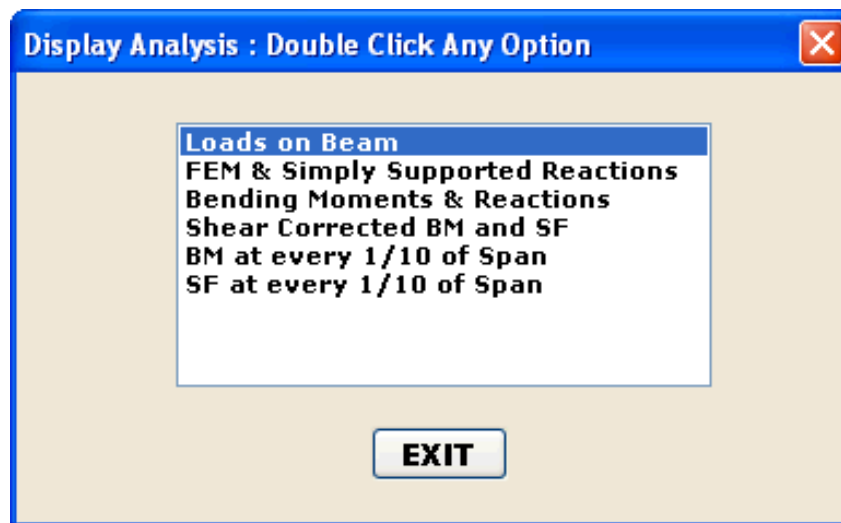 Display Analysis : Double Click Any Option
Loads on Beam
FEM & Simply Supported Reactions
Bending Moments & Reactions
Shear Corrected BM and SF
BM at every 1/10 of Span
SF at every 1/10 of Span
EXIT